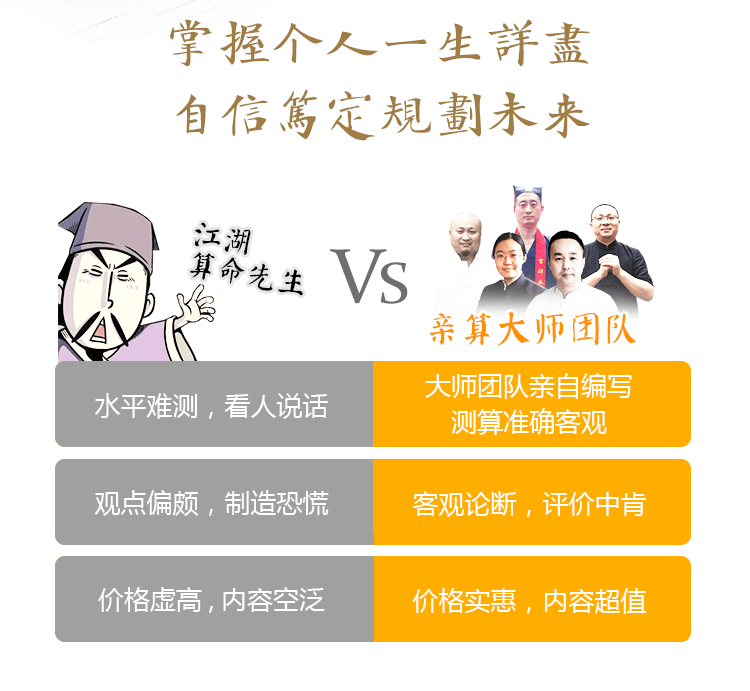 掌握个人一生詳盡
自信篤定規劃未来
江湖
算命先生
Vs
亲算大师团队
水平难测，看人说话
大师团队亲自编写
测算准确客观
观点偏颇，制造恐慌
客观论断，评价中肯
价格虚高，内容空泛
价格实惠，内容超值